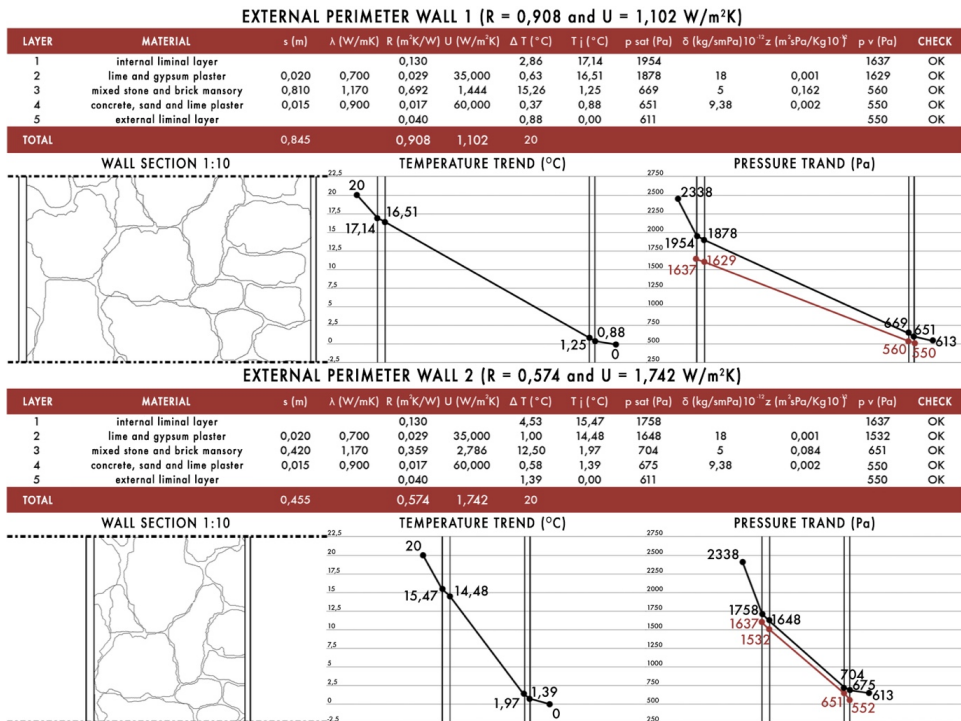 EXTERNAL PERIMETER WALL 1 (R = 0,908 and U = 1,102 W/m²K)
LAYER MATERIAL s (m) λ (W/mK) R (m²K/W) U (W/m²K) Δ T (°C) T j (°C) p sat (Pa) δ (kg/smPa)10⁻¹² z (m²sPa/Kg10⁻¹² p v (Pa) CHECK
1 internal liminal layer 0,130 2,86 17,14 1954 1637 OK
2 lime and gypsum plaster 0,020 0,700 0,029 35,000 0,63 16,51 1878 18 0,001 1629 OK
3 mixed stone and brick mansory 0,810 1,170 0,692 1,444 15,26 1,25 669 5 0,162 560 OK
4 concrete, sand and lime plaster 0,015 0,900 0,017 60,000 0,37 0,88 651 9,38 0,002 550 OK
5 external liminal layer 0,040 0,88 0,00 611 550 OK
TOTAL 0,845 0,908 1,102 20
WALL SECTION 1:10 TEMPERATURE TREND (°C) PRESSURE TRAND (Pa)
22,5 2750
20 20 2500 2338
17,5 17,14 16,51 2250
15 2000 1954 1878
12,5 1750 1637 1629
10 1500
7,5 1250
5 1000
2,5 0,88 750 669 651
0 1,25 0 500 560 550 613
-2,5 250
EXTERNAL PERIMETER WALL 2 (R = 0,574 and U = 1,742 W/m²K)
LAYER MATERIAL s (m) λ (W/mK) R (m²K/W) U (W/m²K) Δ T (°C) T j (°C) p sat (Pa) δ (kg/smPa)10⁻¹² z (m²sPa/Kg10⁻¹² p v (Pa) CHECK
1 internal liminal layer 0,130 4,53 15,47 1758 1637 OK
2 lime and gypsum plaster 0,020 0,700 0,029 35,000 1,00 14,48 1648 18 0,001 1532 OK
3 mixed stone and brick mansory 0,420 1,170 0,359 2,786 12,50 1,97 704 5 0,084 651 OK
4 concrete, sand and lime plaster 0,015 0,900 0,017 60,000 0,58 1,39 675 9,38 0,002 550 OK
5 external liminal layer 0,040 1,39 0,00 611 550 OK
TOTAL 0,455 0,574 1,742 20
WALL SECTION 1:10 TEMPERATURE TREND (°C) PRESSURE TRAND (Pa)
22,5 2750
20 20 2500 2338
17,5 2250
15 15,47 14,48 2000
12,5 1750 1758 1648
10 1500 1637 1532
7,5 1250
5 1000
2,5 1,39 750 704 675
0 1,97 0 500 651 552 613
-2,5 250